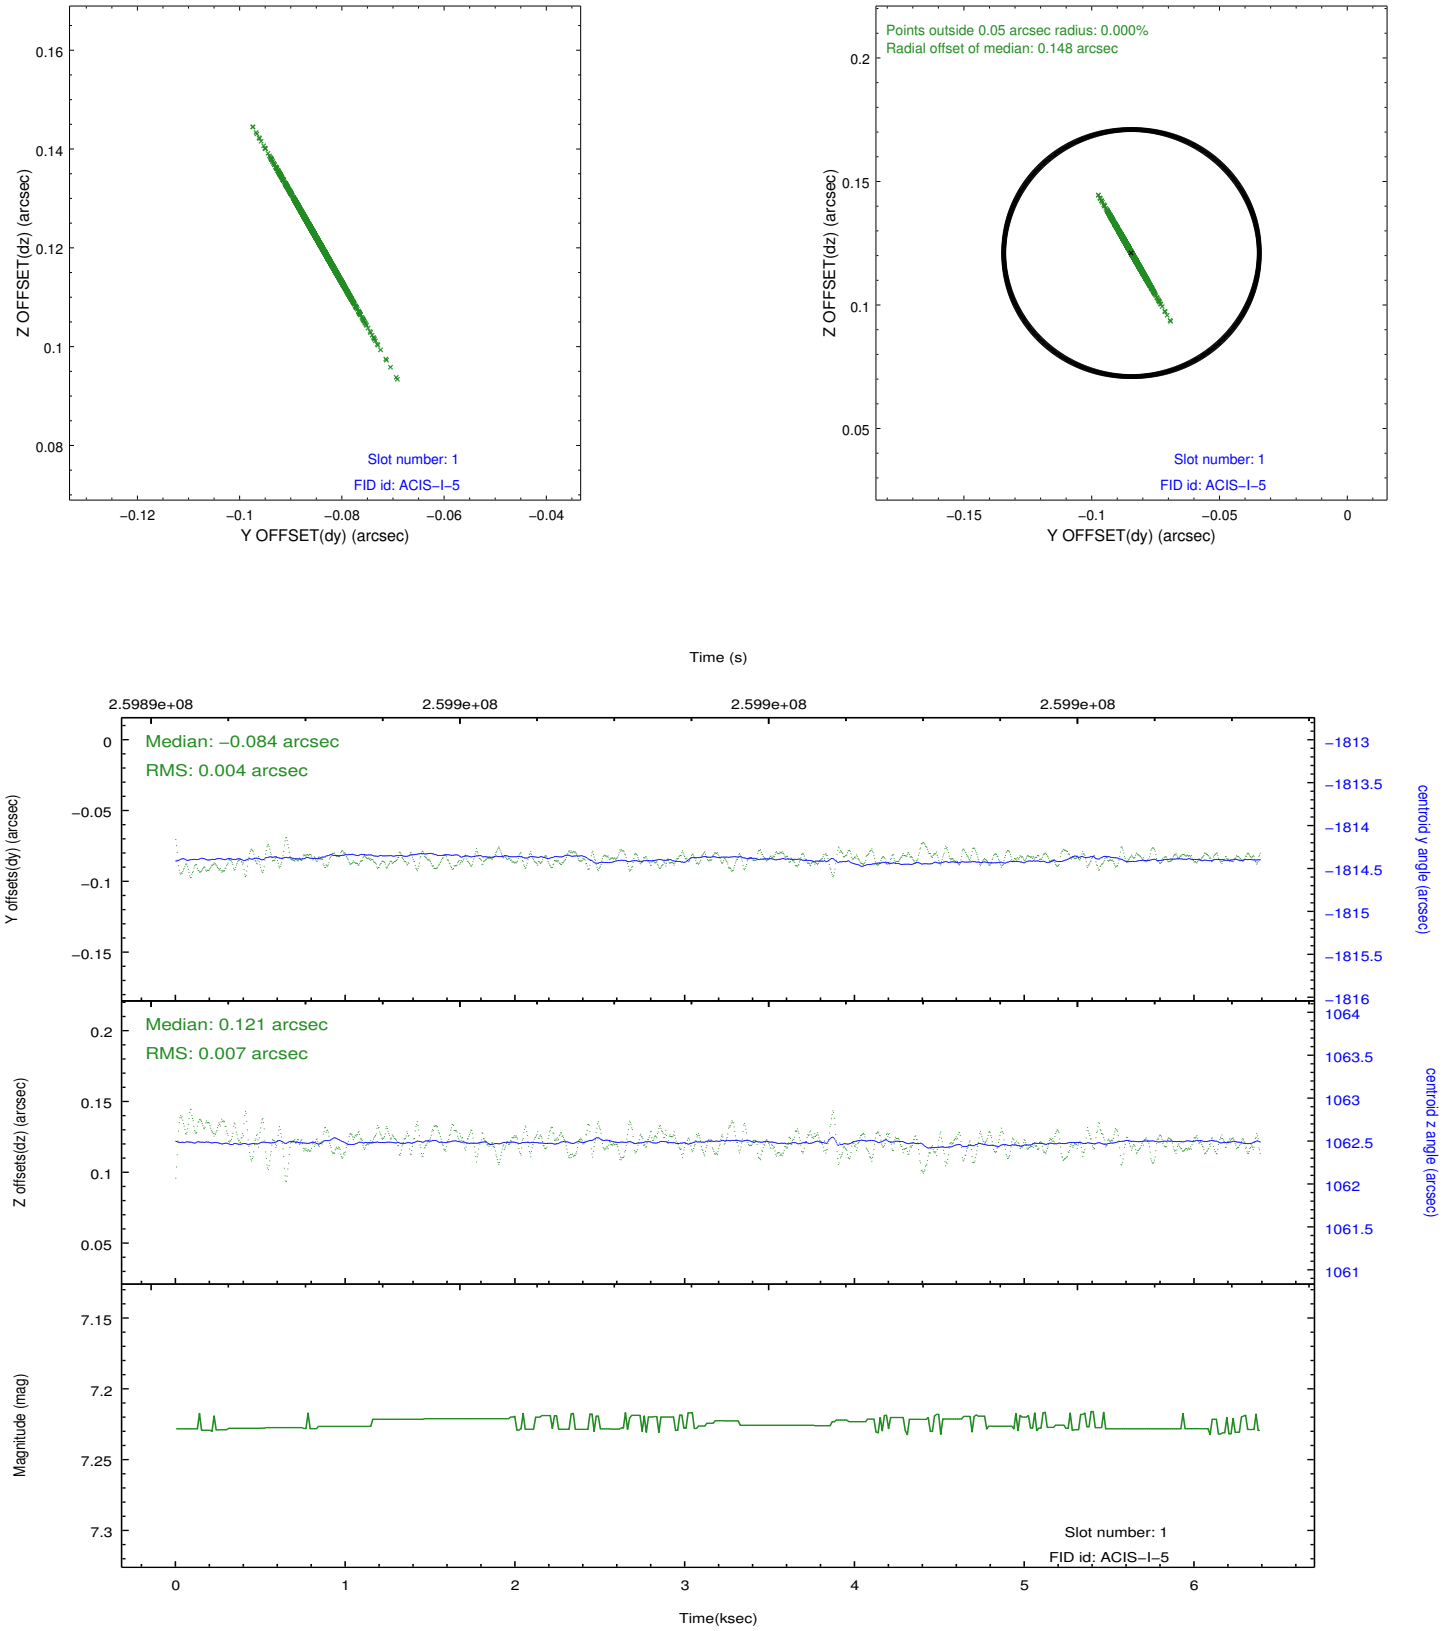 0.16
0.14
0.12
0.1
0.08
Z OFFSET(dz) (arcsec)
Slot number: 1
FID id: ACIS−I−5
−0.12
−0.1
−0.08
−0.06
−0.04
Y OFFSET(dy) (arcsec)
Points outside 0.05 arcsec radius: 0.000%
Radial offset of median: 0.148 arcsec
0.2
0.15
0.1
0.05
Z OFFSET(dz) (arcsec)
Slot number: 1
FID id: ACIS−I−5
−0.15
−0.1
−0.05
0
Y OFFSET(dy) (arcsec)
Time (s)
2.5989e+08
2.599e+08
2.599e+08
2.599e+08
Median: −0.084 arcsec
RMS: 0.004 arcsec
0
−0.05
−0.1
−0.15
Y offsets(dy) (arcsec)
−1813
−1813.5
−1814
−1814.5
−1815
−1815.5
−1816
centroid y angle (arcsec)
Median: 0.121 arcsec
RMS: 0.007 arcsec
0.2
0.15
0.1
0.05
Z offsets(dz) (arcsec)
1064
1063.5
1063
1062.5
1062
1061.5
1061
centroid z angle (arcsec)
7.15
7.2
7.25
7.3
Magnitude (mag)
Slot number: 1
FID id: ACIS−I−5
0
1
2
3
4
5
6
Time(ksec)